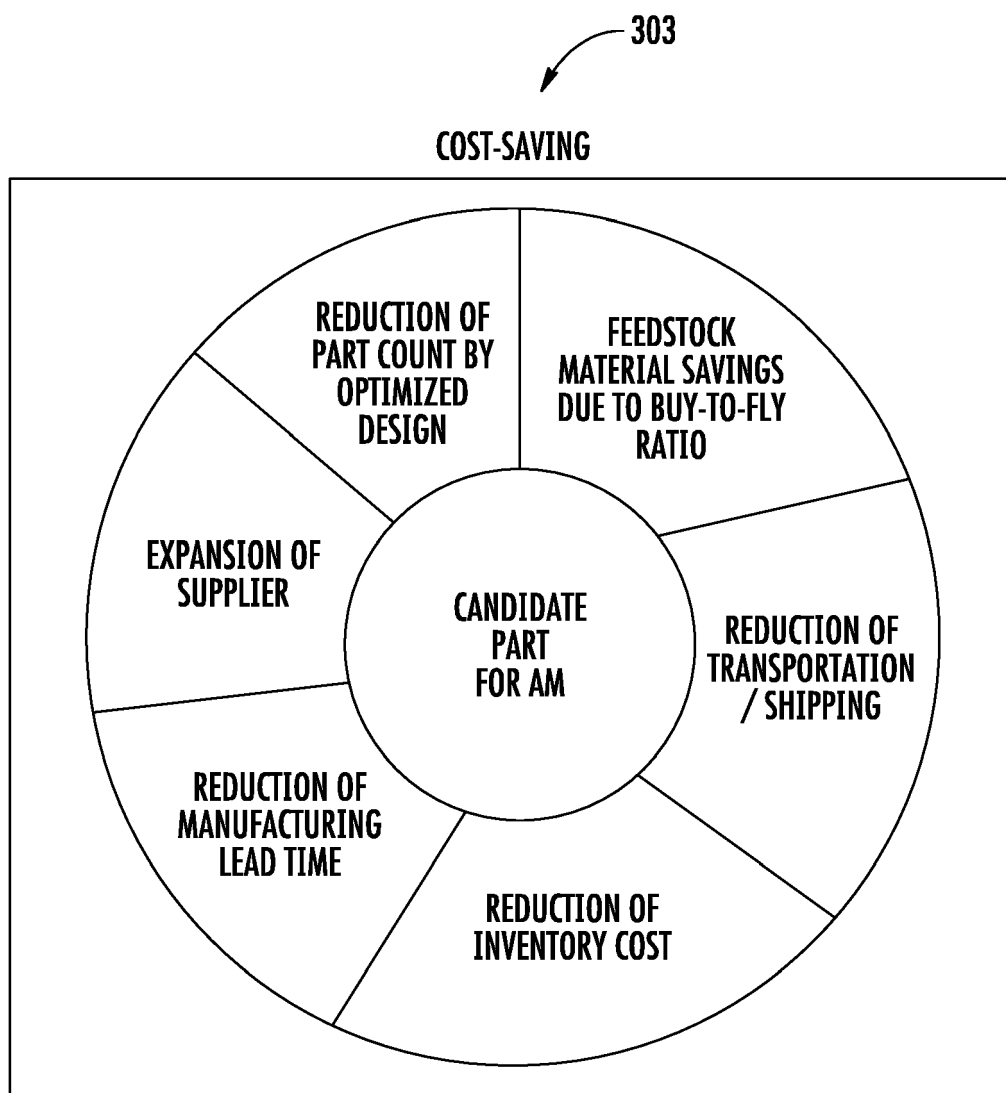 303
COST-SAVING
REDUCTION OF
PART COUNT BY
OPTIMIZED
DESIGN
FEEDSTOCK
MATERIAL SAVINGS
DUE TO BUY-TO-FLY
RATIO
EXPANSION OF
SUPPLIER
CANDIDATE
PART
FOR AM
REDUCTION OF
TRANSPORTATION
/ SHIPPING
REDUCTION OF
MANUFACTURING
LEAD TIME
REDUCTION OF
INVENTORY COST